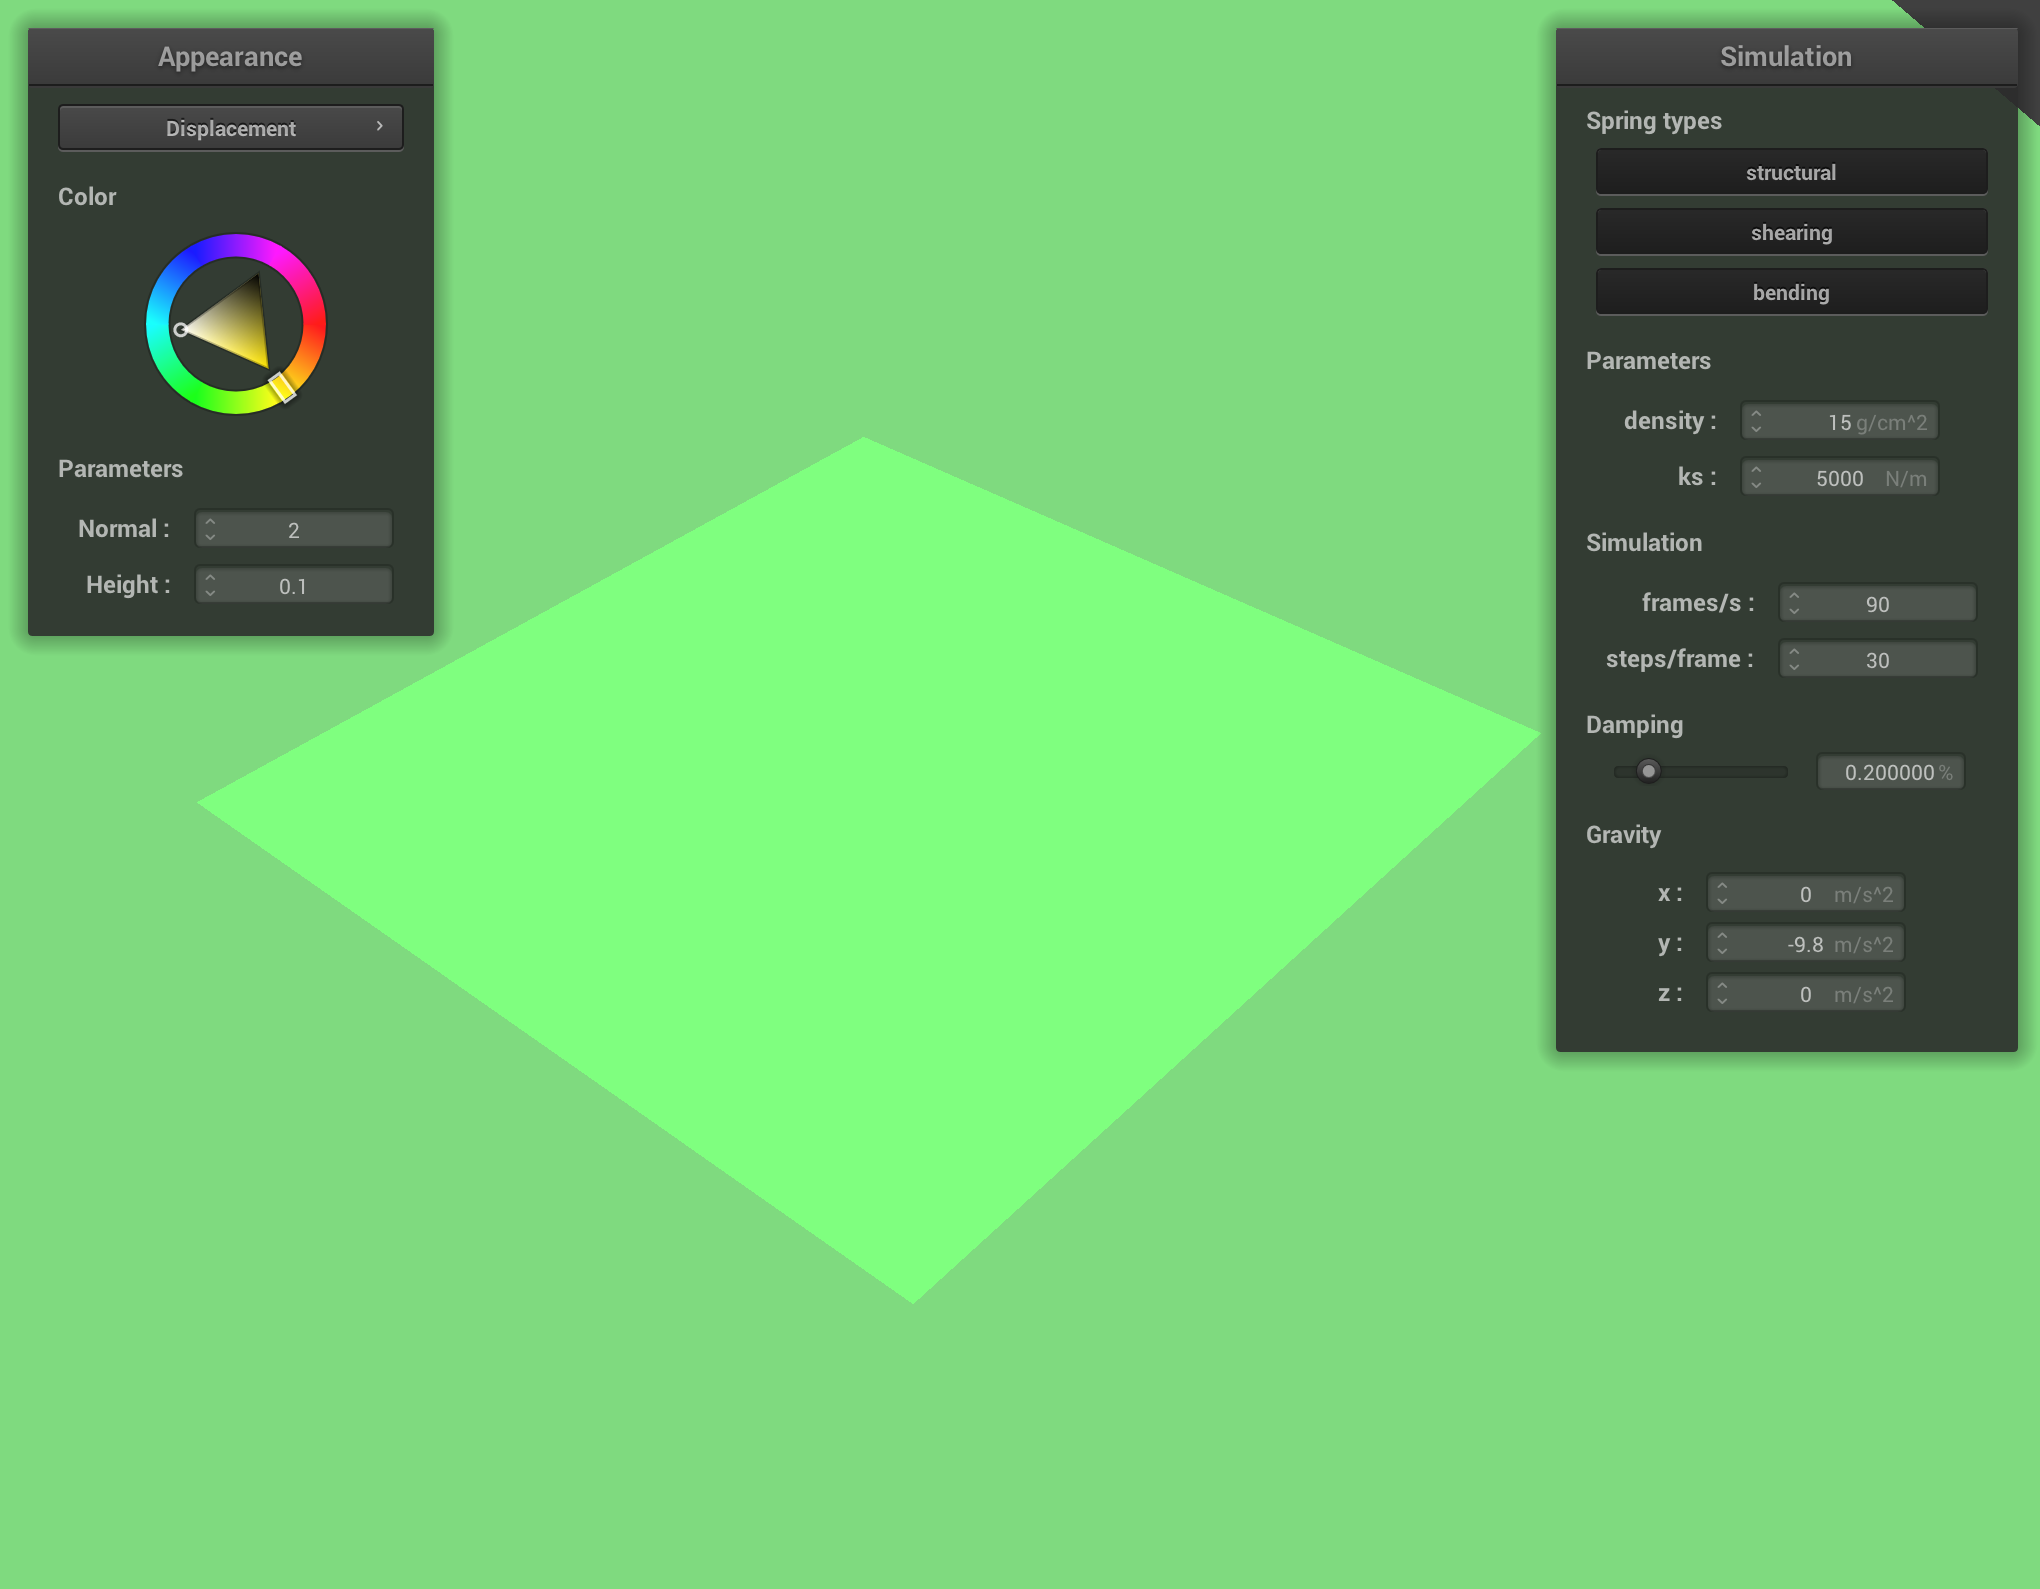 Appearance
Displacement
Color
Parameters
Normal : 2
Height : 0.1
Simulation
Spring types
structural
shearing
bending
Parameters
density : 15 g/cm^2
ks : 5000 N/m
Simulation
frames/s : 90
steps/frame : 30
Damping
0.200000 %
Gravity
x : 0 m/s^2
y : -9.8 m/s^2
z : 0 m/s^2